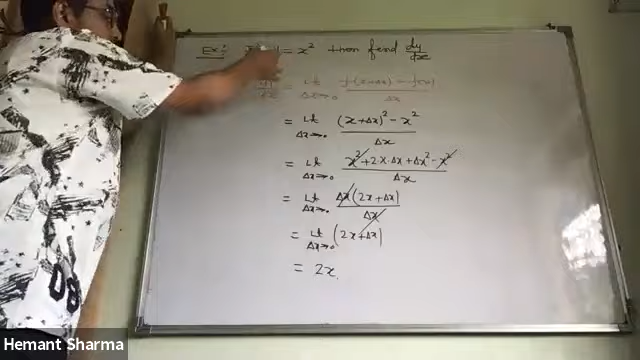 Ex: y = x² then find dy/dx
= Lt Δx→0 f(x+Δx) - f(x) / Δx
= Lt Δx→0 (x+Δx)² - x² / Δx
= Lt Δx→0 x² + 2x·Δx + Δx² - x² / Δx
= Lt Δx→0 Δx(2x+Δx) / Δx
= Lt Δx→0 (2x+Δx)
= 2x.
Hemant Sharma